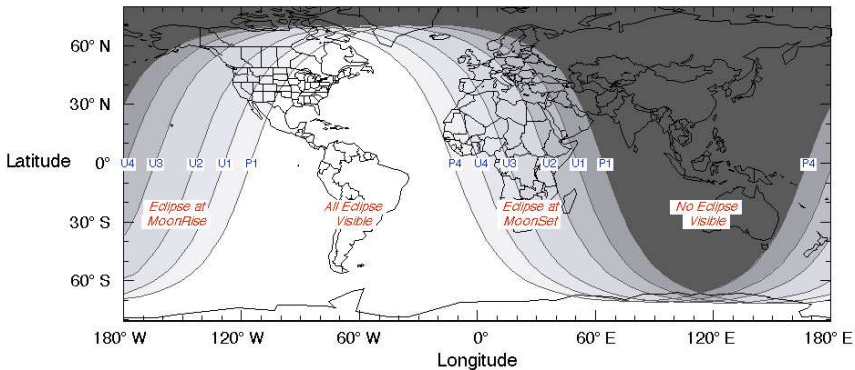 60° N
30° N
Latitude
0°
U4 U3 U2 U1 P1 P4 U4 U3 U2 U1 P1 P4
Eclipse at
MoonRise
All Eclipse
Visible
Eclipse at
MoonSet
No Eclipse
Visible
30° S
60° S
180° W 120° W 60° W 0° 60° E 120° E 180° E
Longitude